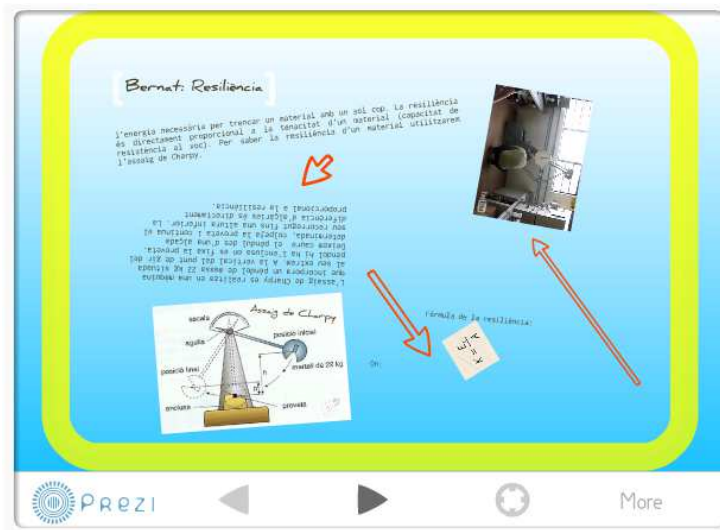 Bernat: Resiliència
l'energia necessària per trencar un material amb un sol cop. La resiliència
és directament proporcional a la tenacitat d'un material (capacitat de
resistència al xoc). Per saber la resiliència d'un material utilitzarem
l'assaig de Charpy.
L'assaig de Charpy es realitza en una màquina
que incorpora un pèndol de massa 22 kg situada
al seu extrem. A la vertical del punt de gir del
pèndol hi ha l'enclusa on es fixa la proveta.
Deixem caure el pèndol des d'una alçada
determinada, colpeja la proveta i continua el
seu recorregut fins una altura inferior. La
diferència d'alçàries és directament
proporcional a la resiliència.
Assaig de Charpy
escala
agulla
posició inicial
posició final
martell de 22 kg
h
h'
enclusa
proveta
Fórmula de la resiliència:
K = E / A
On:
PREZI
More